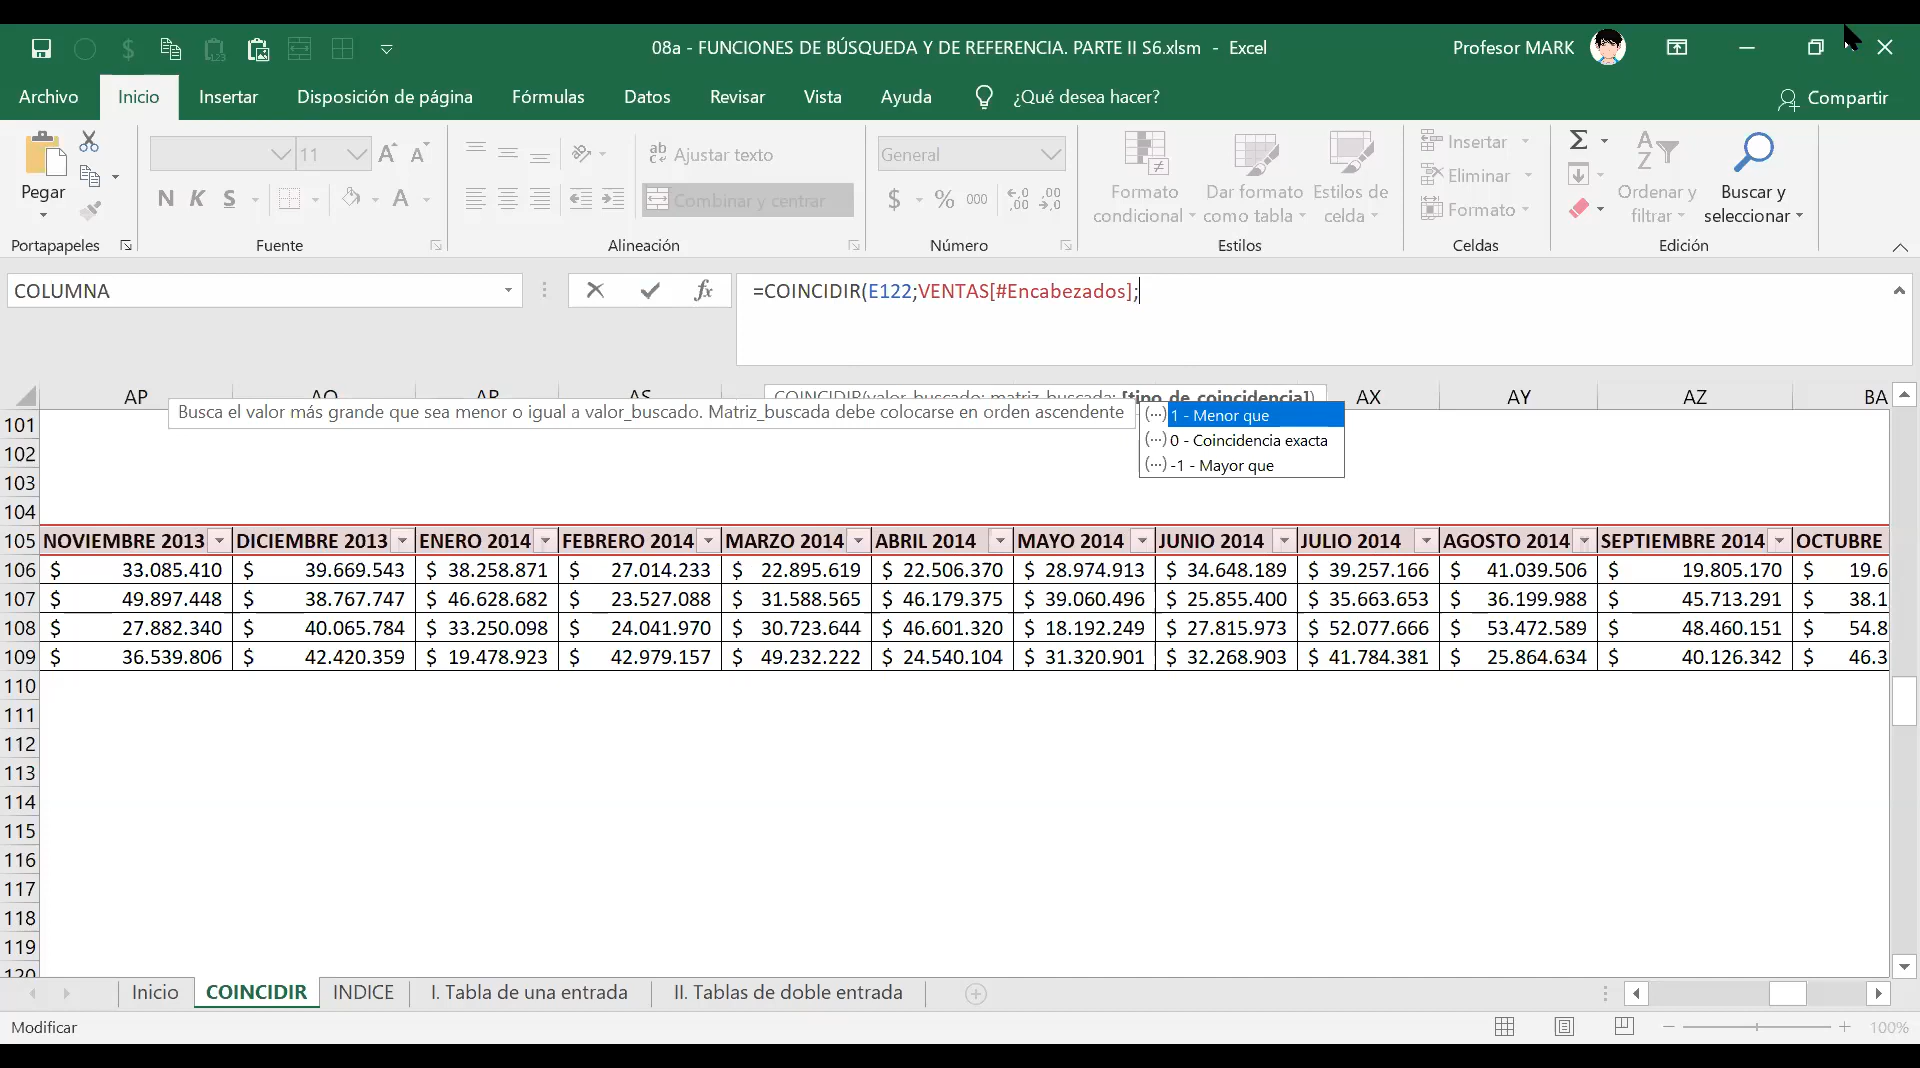 08a - FUNCIONES DE BÚSQUEDA Y DE REFERENCIA. PARTE II S6.xlsm - Excel
Profesor MARK
Archivo Inicio Insertar Disposición de página Fórmulas Datos Revisar Vista Ayuda ¿Qué desea hacer? Compartir
Pegar
11
N K S
Ajustar texto
Combinar y centrar
General
$ % 000
Formato condicional
Dar formato como tabla
Estilos de celda
Insertar
Eliminar
Formato
Ordenar y filtrar
Buscar y seleccionar
Portapapeles Fuente Alineación Número Estilos Celdas Edición
COLUMNA
fx
=COINCIDIR(E122;VENTAS[#Encabezados];
AP AQ AR AS AX AY AZ BA
COINCIDIR(valor_buscado; matriz_buscada; [tipo_de_coincidencia])
Busca el valor más grande que sea menor o igual a valor_buscado. Matriz_buscada debe colocarse en orden ascendente
1 - Menor que
0 - Coincidencia exacta
-1 - Mayor que
101
102
103
104
105 NOVIEMBRE 2013 DICIEMBRE 2013 ENERO 2014 FEBRERO 2014 MARZO 2014 ABRIL 2014 MAYO 2014 JUNIO 2014 JULIO 2014 AGOSTO 2014 SEPTIEMBRE 2014 OCTUBRE
106 $ 33.085.410 $ 39.669.543 $ 38.258.871 $ 27.014.233 $ 22.895.619 $ 22.506.370 $ 28.974.913 $ 34.648.189 $ 39.257.166 $ 41.039.506 $ 19.805.170 $ 19.6
107 $ 49.897.448 $ 38.767.747 $ 46.628.682 $ 23.527.088 $ 31.588.565 $ 46.179.375 $ 39.060.496 $ 25.855.400 $ 35.663.653 $ 36.199.988 $ 45.713.291 $ 38.1
108 $ 27.882.340 $ 40.065.784 $ 33.250.098 $ 24.041.970 $ 30.723.644 $ 46.601.320 $ 18.192.249 $ 27.815.973 $ 52.077.666 $ 53.472.589 $ 48.460.151 $ 54.8
109 $ 36.539.806 $ 42.420.359 $ 19.478.923 $ 42.979.157 $ 49.232.222 $ 24.540.104 $ 31.320.901 $ 32.268.903 $ 41.784.381 $ 25.864.634 $ 40.126.342 $ 46.3
110
111
112
113
114
115
116
117
118
119
120
Inicio COINCIDIR INDICE I. Tabla de una entrada II. Tablas de doble entrada
Modificar
100%